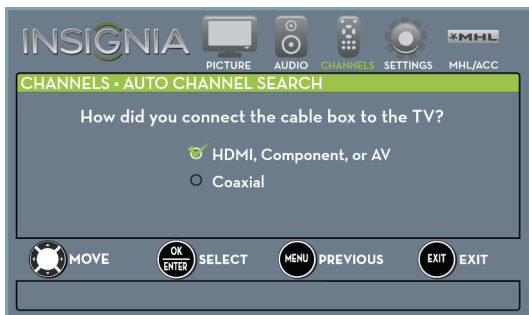 INSIGNIA
PICTURE AUDIO CHANNELS SETTINGS MHL/ACC
MHL
CHANNELS • AUTO CHANNEL SEARCH
How did you connect the cable box to the TV?
HDMI, Component, or AV
Coaxial
MOVE OK ENTER SELECT MENU PREVIOUS EXIT EXIT